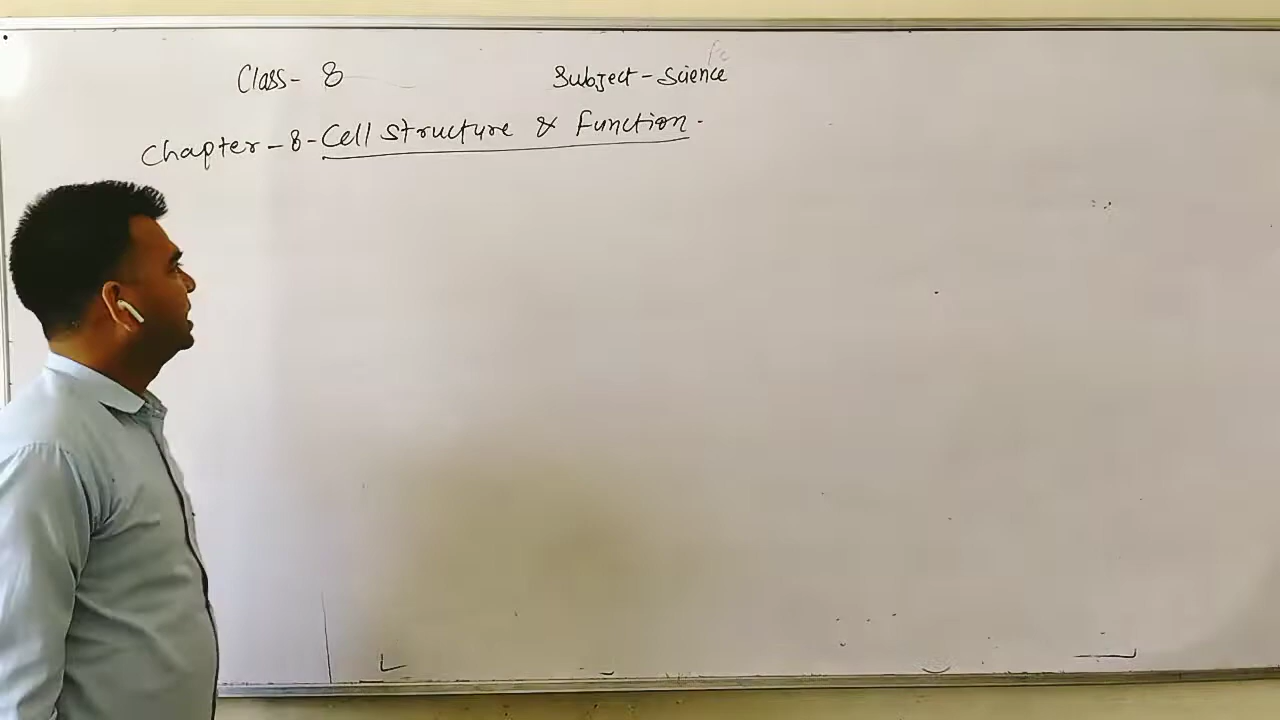 Class- 8 Subject-Science
Chapter-8-Cell Structure & Function.